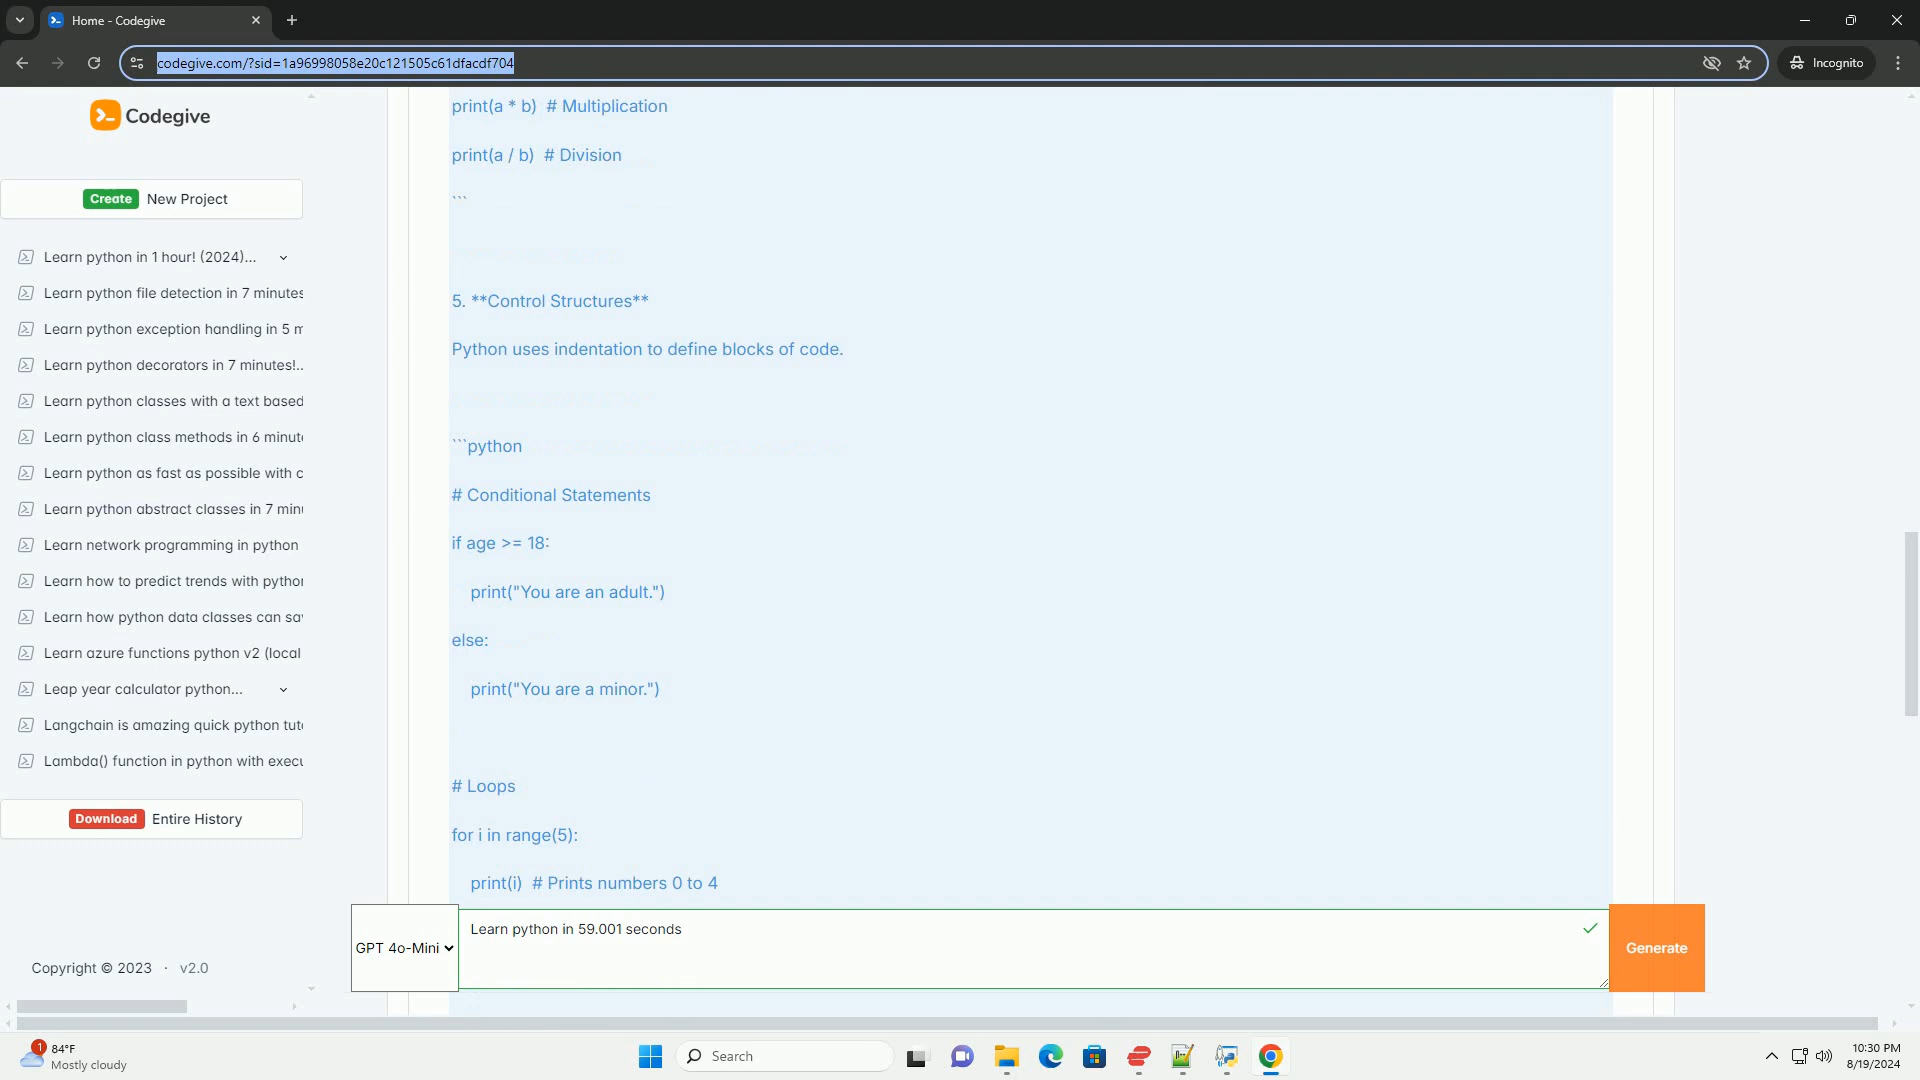 Home - Codegive
codegive.com/?sid=1a96998058e20c121505c61dfacdf704
Incognito
Codegive
Create New Project
Learn python in 1 hour! (2024)...
Learn python file detection in 7 minutes
Learn python exception handling in 5 m
Learn python decorators in 7 minutes!..
Learn python classes with a text based
Learn python class methods in 6 minut
Learn python as fast as possible with c
Learn python abstract classes in 7 min
Learn network programming in python
Learn how to predict trends with python
Learn how python data classes can sav
Learn azure functions python v2 (local
Leap year calculator python...
Langchain is amazing quick python tut
Lambda() function in python with execu
Download Entire History
Copyright © 2023 · v2.0
print(a * b)  # Multiplication
print(a / b)  # Division
```
5. **Control Structures**
Python uses indentation to define blocks of code.
```python
# Conditional Statements
if age >= 18:
    print("You are an adult.")
else:
    print("You are a minor.")
# Loops
for i in range(5):
    print(i)  # Prints numbers 0 to 4
GPT 4o-Mini
Learn python in 59.001 seconds
Generate
1
84°F
Mostly cloudy
Search
10:30 PM
8/19/2024